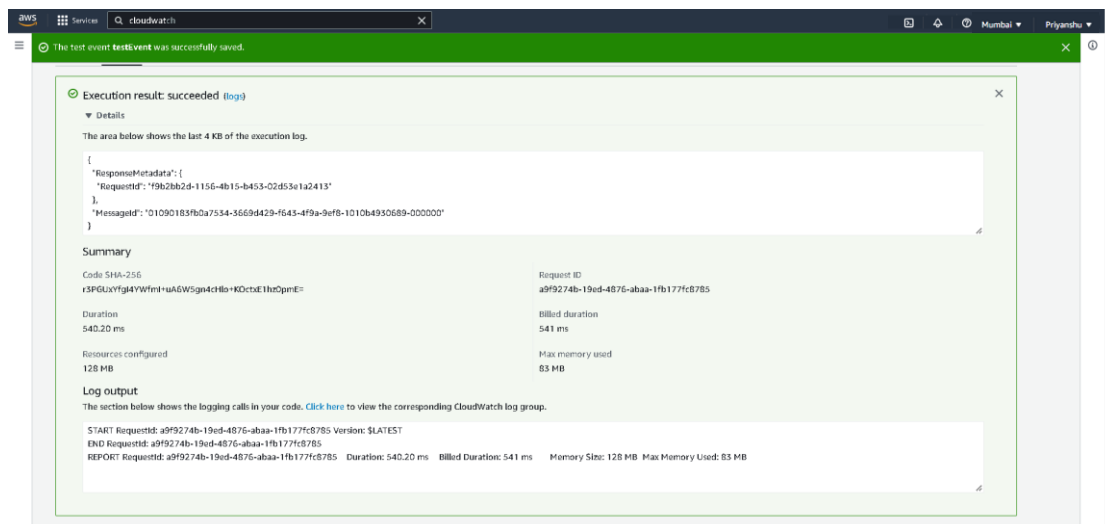 aws Services cloudwatch Mumbai Priyanshu
The test event testEvent was successfully saved.
Execution result: succeeded (logs)
Details
The area below shows the last 4 KB of the execution log.
{
"ResponseMetadata": {
"RequestId": "f9b2bb2d-1156-4b15-b453-02d53e1a2413"
},
"MessageId": "01090183fb0a7534-3669d429-f643-4f9a-9ef8-1010b4930689-000000"
}
Summary
Code SHA-256
r3PGUxYfgI4YWfmI+uA6W5gn4cHlo+KOctxE1hzOpmE=
Request ID
a9f9274b-19ed-4876-abaa-1fb177fc8785
Duration
540.20 ms
Billed duration
541 ms
Resources configured
128 MB
Max memory used
83 MB
Log output
The section below shows the logging calls in your code. Click here to view the corresponding CloudWatch log group.
START RequestId: a9f9274b-19ed-4876-abaa-1fb177fc8785 Version: $LATEST
END RequestId: a9f9274b-19ed-4876-abaa-1fb177fc8785
REPORT RequestId: a9f9274b-19ed-4876-abaa-1fb177fc8785 Duration: 540.20 ms Billed Duration: 541 ms Memory Size: 128 MB Max Memory Used: 83 MB